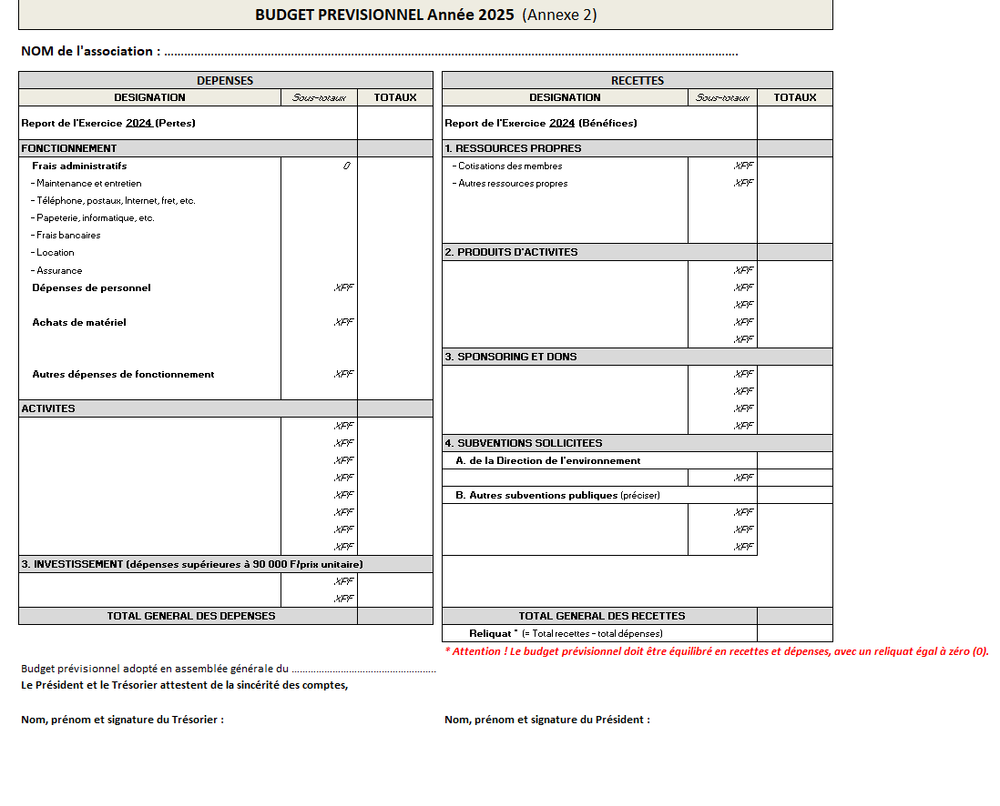 BUDGET PREVISIONNEL Année 2025 (Annexe 2)
NOM de l'association : ……………………………………………………………………………………………………………………………………………………….
DEPENSES
DESIGNATION Sous-totaux TOTAUX
Report de l'Exercice 2024 (Pertes)
FONCTIONNEMENT
Frais administratifs 0
- Maintenance et entretien
- Téléphone, postaux, Internet, fret, etc.
- Papeterie, informatique, etc.
- Frais bancaires
- Location
- Assurance
Dépenses de personnel XPF
Achats de matériel XPF
Autres dépenses de fonctionnement XPF
ACTIVITES
XPF
XPF
XPF
XPF
XPF
XPF
XPF
XPF
3. INVESTISSEMENT (dépenses supérieures à 90 000 F/prix unitaire)
XPF
XPF
TOTAL GENERAL DES DEPENSES
RECETTES
DESIGNATION Sous-totaux TOTAUX
Report de l'Exercice 2024 (Bénéfices)
1. RESSOURCES PROPRES
- Cotisations des membres XPF
- Autres ressources propres XPF
2. PRODUITS D'ACTIVITES
XPF
XPF
XPF
XPF
XPF
3. SPONSORING ET DONS
XPF
XPF
XPF
XPF
4. SUBVENTIONS SOLLICITEES
A. de la Direction de l'environnement
XPF
B. Autres subventions publiques (préciser)
XPF
XPF
XPF
TOTAL GENERAL DES RECETTES
Reliquat * (= Total recettes - total dépenses)
* Attention ! Le budget prévisionnel doit être équilibré en recettes et dépenses, avec un reliquat égal à zéro (0).
Budget prévisionnel adopté en assemblée générale du ……………………………………………..
Le Président et le Trésorier attestent de la sincérité des comptes,
Nom, prénom et signature du Trésorier :
Nom, prénom et signature du Président :